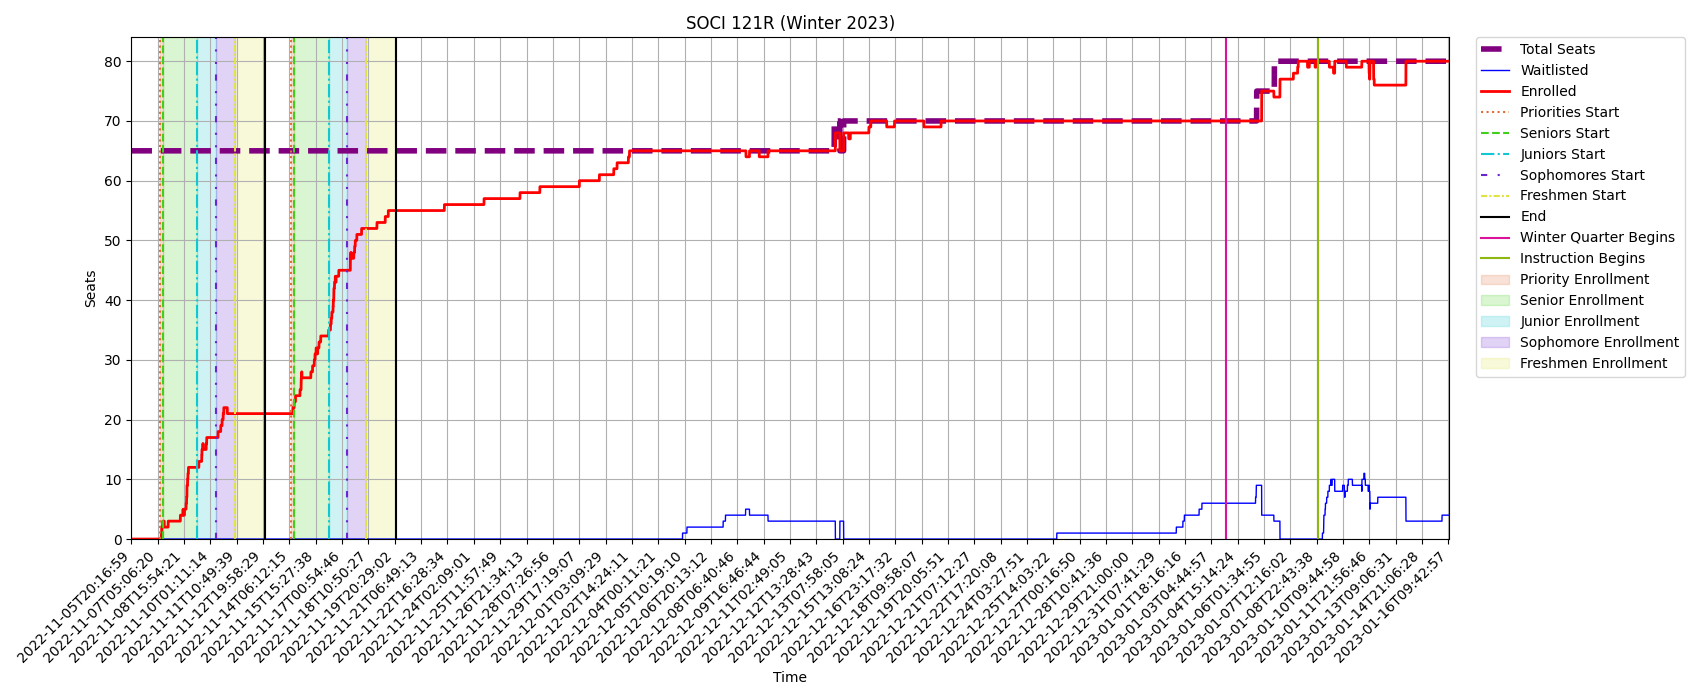 SOCI 121R (Winter 2023)
Seats
80
70
60
50
40
30
20
10
0
2022-11-05T20:16:59
2022-11-07T05:06:20
2022-11-08T15:54:21
2022-11-10T01:11:14
2022-11-11T10:49:39
2022-11-12T19:58:29
2022-11-14T06:12:15
2022-11-15T15:27:38
2022-11-17T00:54:46
2022-11-18T10:50:27
2022-11-19T20:29:02
2022-11-21T06:49:13
2022-11-22T16:28:34
2022-11-24T02:09:01
2022-11-25T11:57:49
2022-11-26T21:34:13
2022-11-28T07:26:56
2022-11-29T17:19:07
2022-12-01T03:09:29
2022-12-02T14:24:11
2022-12-04T00:11:21
2022-12-05T10:19:10
2022-12-06T20:13:12
2022-12-08T06:40:46
2022-12-09T16:46:44
2022-12-11T02:49:05
2022-12-12T13:28:43
2022-12-13T17:58:05
2022-12-15T13:08:24
2022-12-16T23:17:32
2022-12-18T09:58:07
2022-12-19T20:05:51
2022-12-21T07:12:27
2022-12-22T17:20:08
2022-12-24T03:27:51
2022-12-25T14:03:22
2022-12-27T00:16:50
2022-12-28T10:41:36
2022-12-29T21:00:00
2022-12-31T07:41:29
2023-01-01T18:16:16
2023-01-03T04:44:57
2023-01-04T15:14:24
2023-01-06T01:34:55
2023-01-07T12:16:02
2023-01-08T22:43:38
2023-01-10T09:44:58
2023-01-11T21:56:46
2023-01-13T09:06:31
2023-01-14T21:06:28
2023-01-16T09:42:57
Time
Total Seats
Waitlisted
Enrolled
Priorities Start
Seniors Start
Juniors Start
Sophomores Start
Freshmen Start
End
Winter Quarter Begins
Instruction Begins
Priority Enrollment
Senior Enrollment
Junior Enrollment
Sophomore Enrollment
Freshmen Enrollment